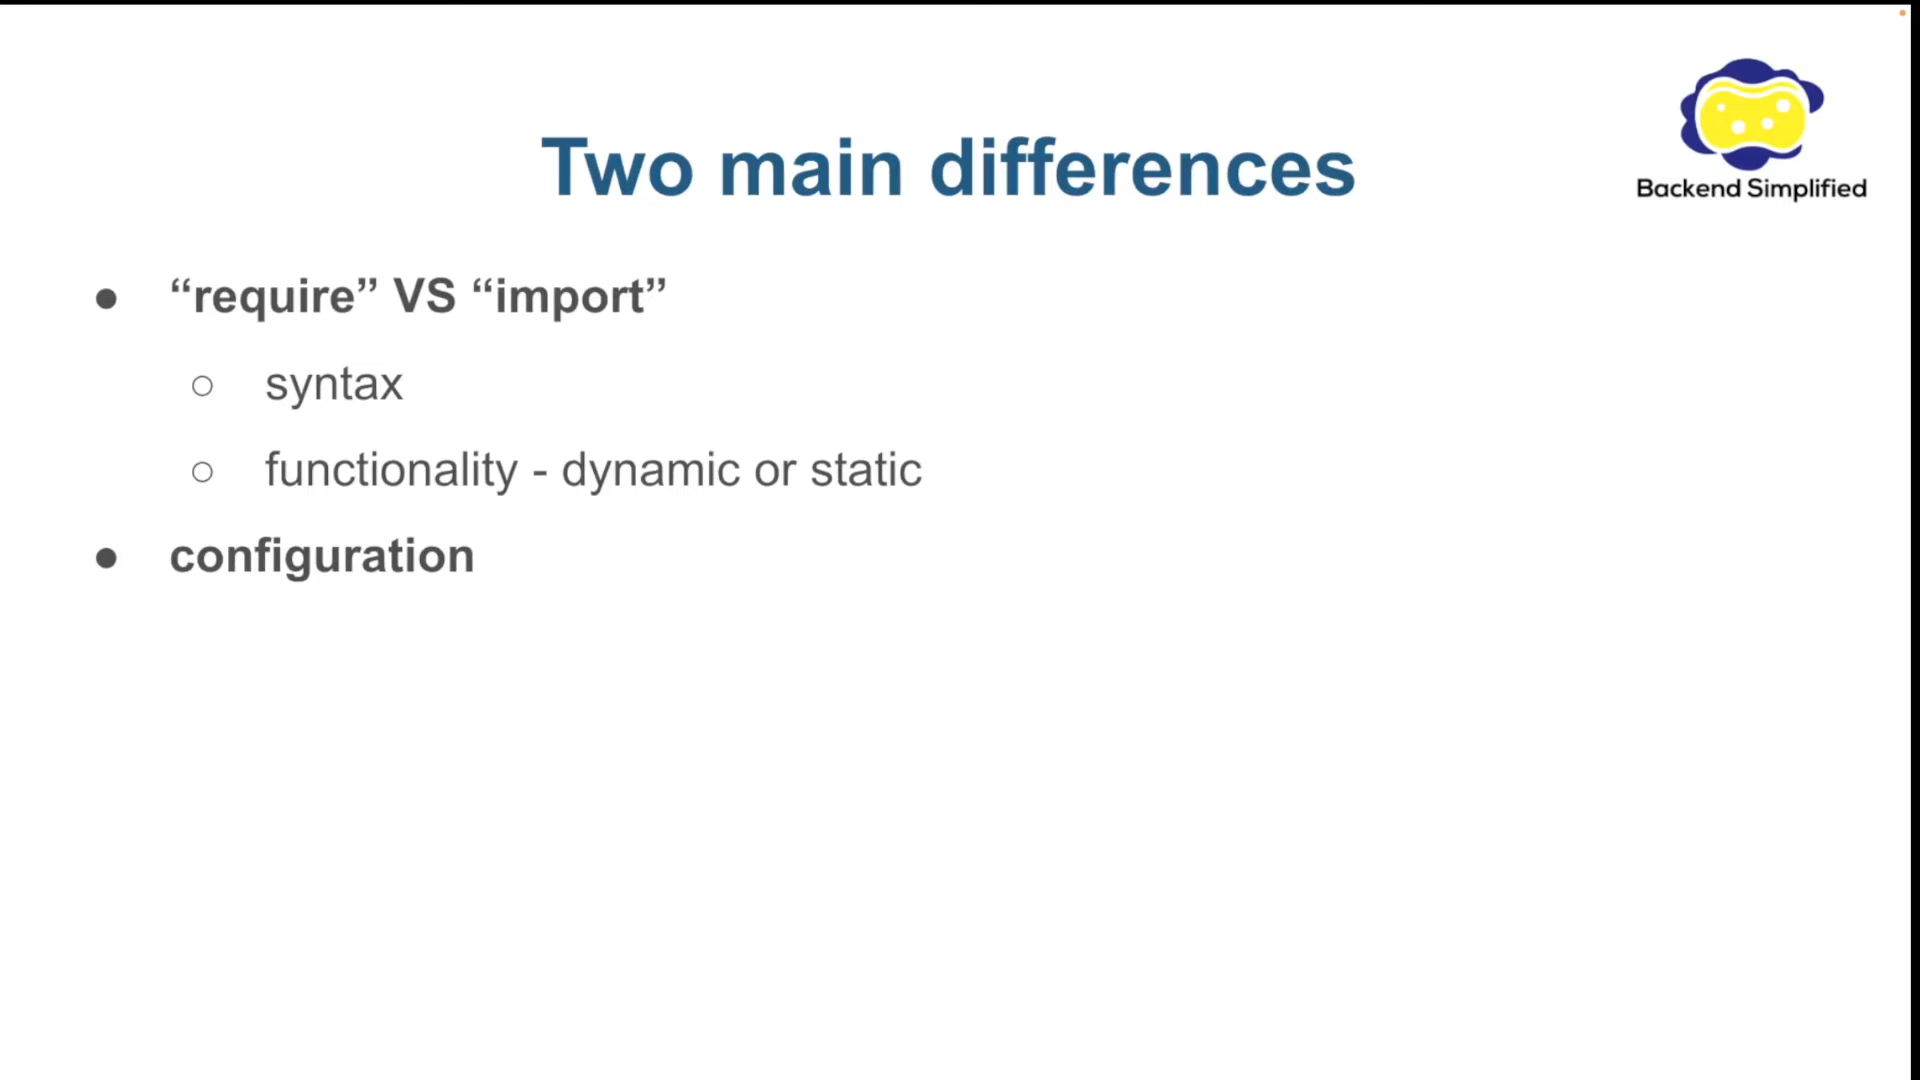 Two main differences
Backend Simplified
● “require” VS “import”
○ syntax
○ functionality - dynamic or static
● configuration